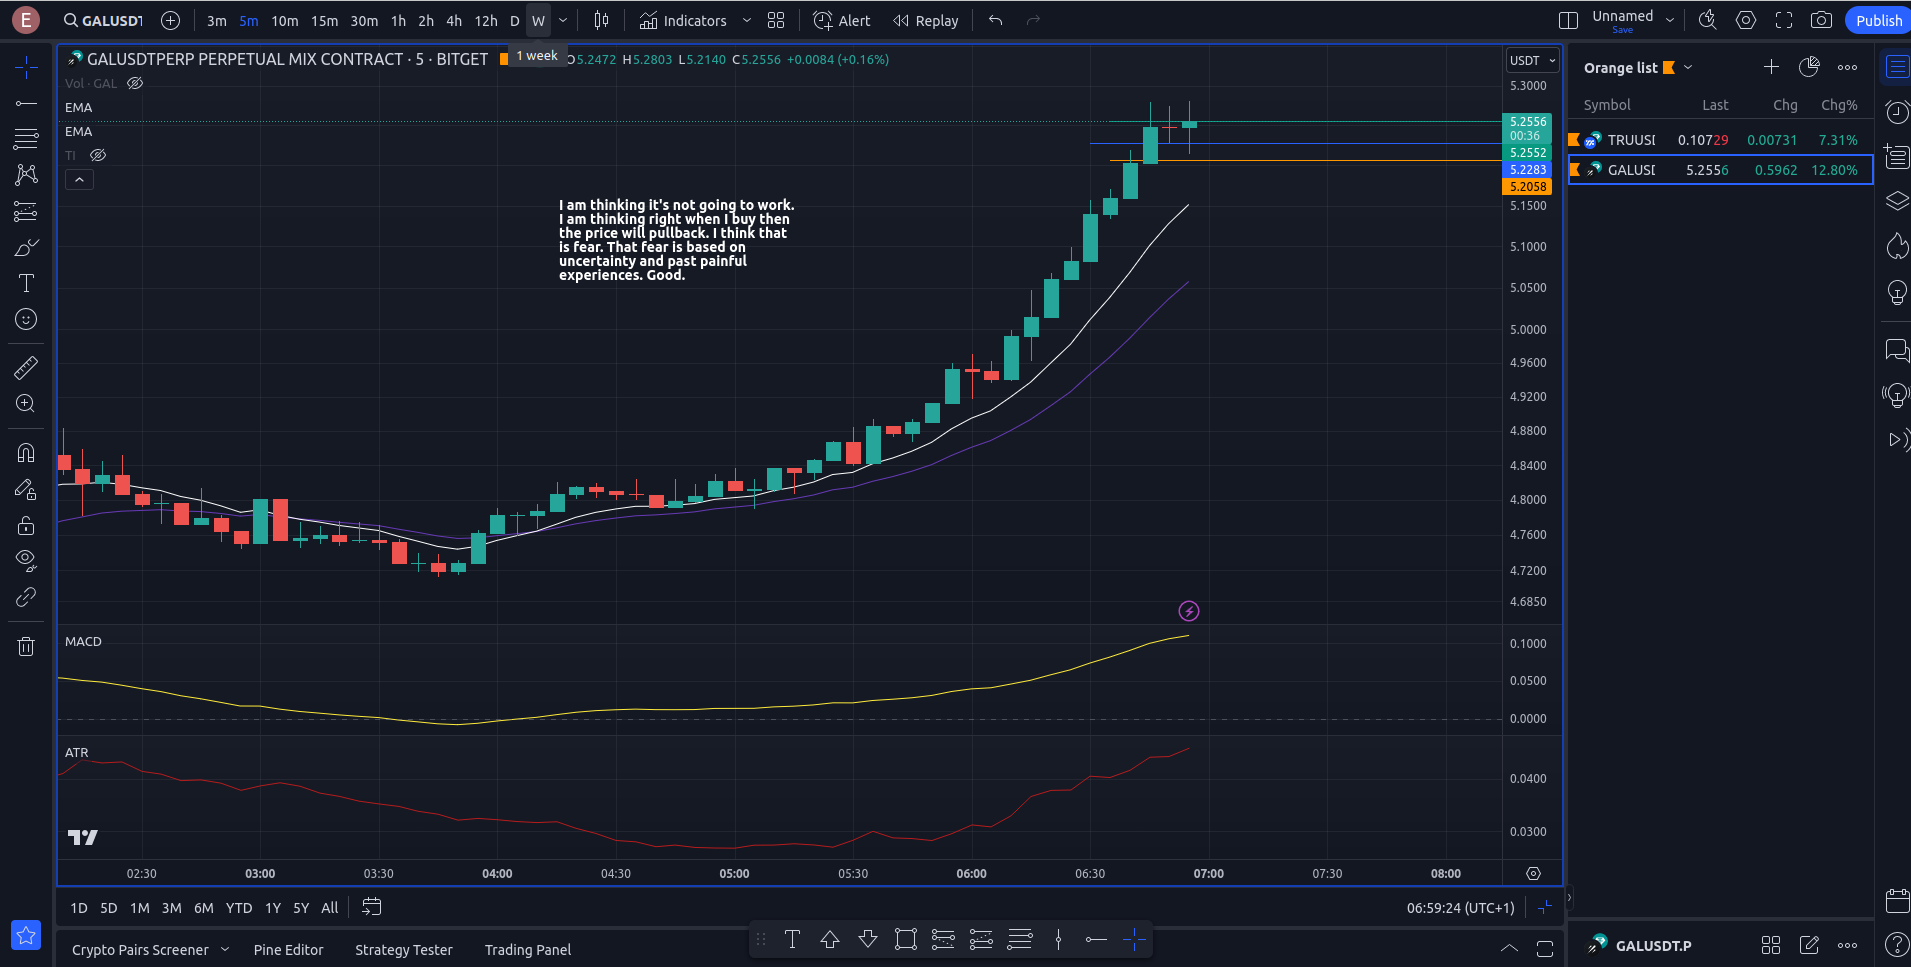 E
GALUSDT
3m 5m 10m 15m 30m 1h 2h 4h 12h D W
Indicators
Alert
Replay
Unnamed
Save
Publish
GALUSDTPERP PERPETUAL MIX CONTRACT · 5 · BITGET
O5.2472 H5.2803 L5.2140 C5.2556 +0.0084 (+0.16%)
1 week
Vol · GAL
EMA
EMA
TI
I am thinking it's not going to work.
I am thinking right when I buy then
the price will pullback. I think that
is fear. That fear is based on
uncertainty and past painful
experiences. Good.
USDT
5.3000
5.2556
00:36
5.2552
5.2283
5.2058
5.1500
5.1000
5.0500
5.0000
4.9600
4.9200
4.8800
4.8400
4.8000
4.7600
4.7200
4.6850
MACD
0.1000
0.0500
0.0000
ATR
0.0400
0.0300
02:30 03:00 03:30 04:00 04:30 05:00 05:30 06:00 06:30 07:00 07:30 08:00
1D 5D 1M 3M 6M YTD 1Y 5Y All
06:59:24 (UTC+1)
Crypto Pairs Screener
Pine Editor
Strategy Tester
Trading Panel
Orange list
Symbol Last Chg Chg%
TRUUSD 0.10729 0.00731 7.31%
GALUSD 5.2556 0.5962 12.80%
GALUSDT.P